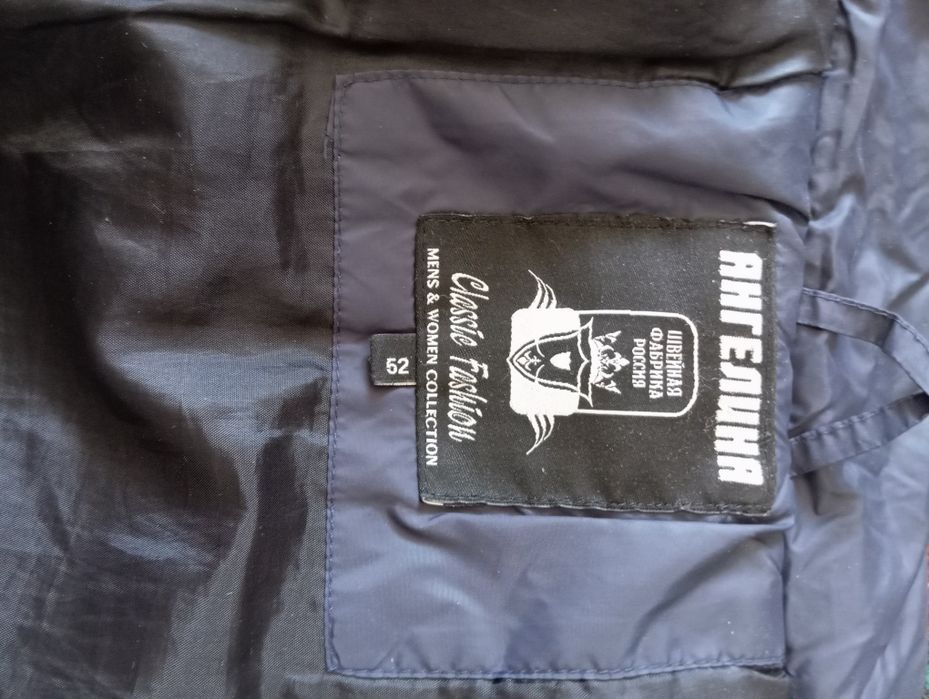 АНГЕЛИНА
ШВЕЙНАЯ
ФАБРИКА
РОССИЯ
Classic Fashion
MENS & WOMEN COLLECTION
52